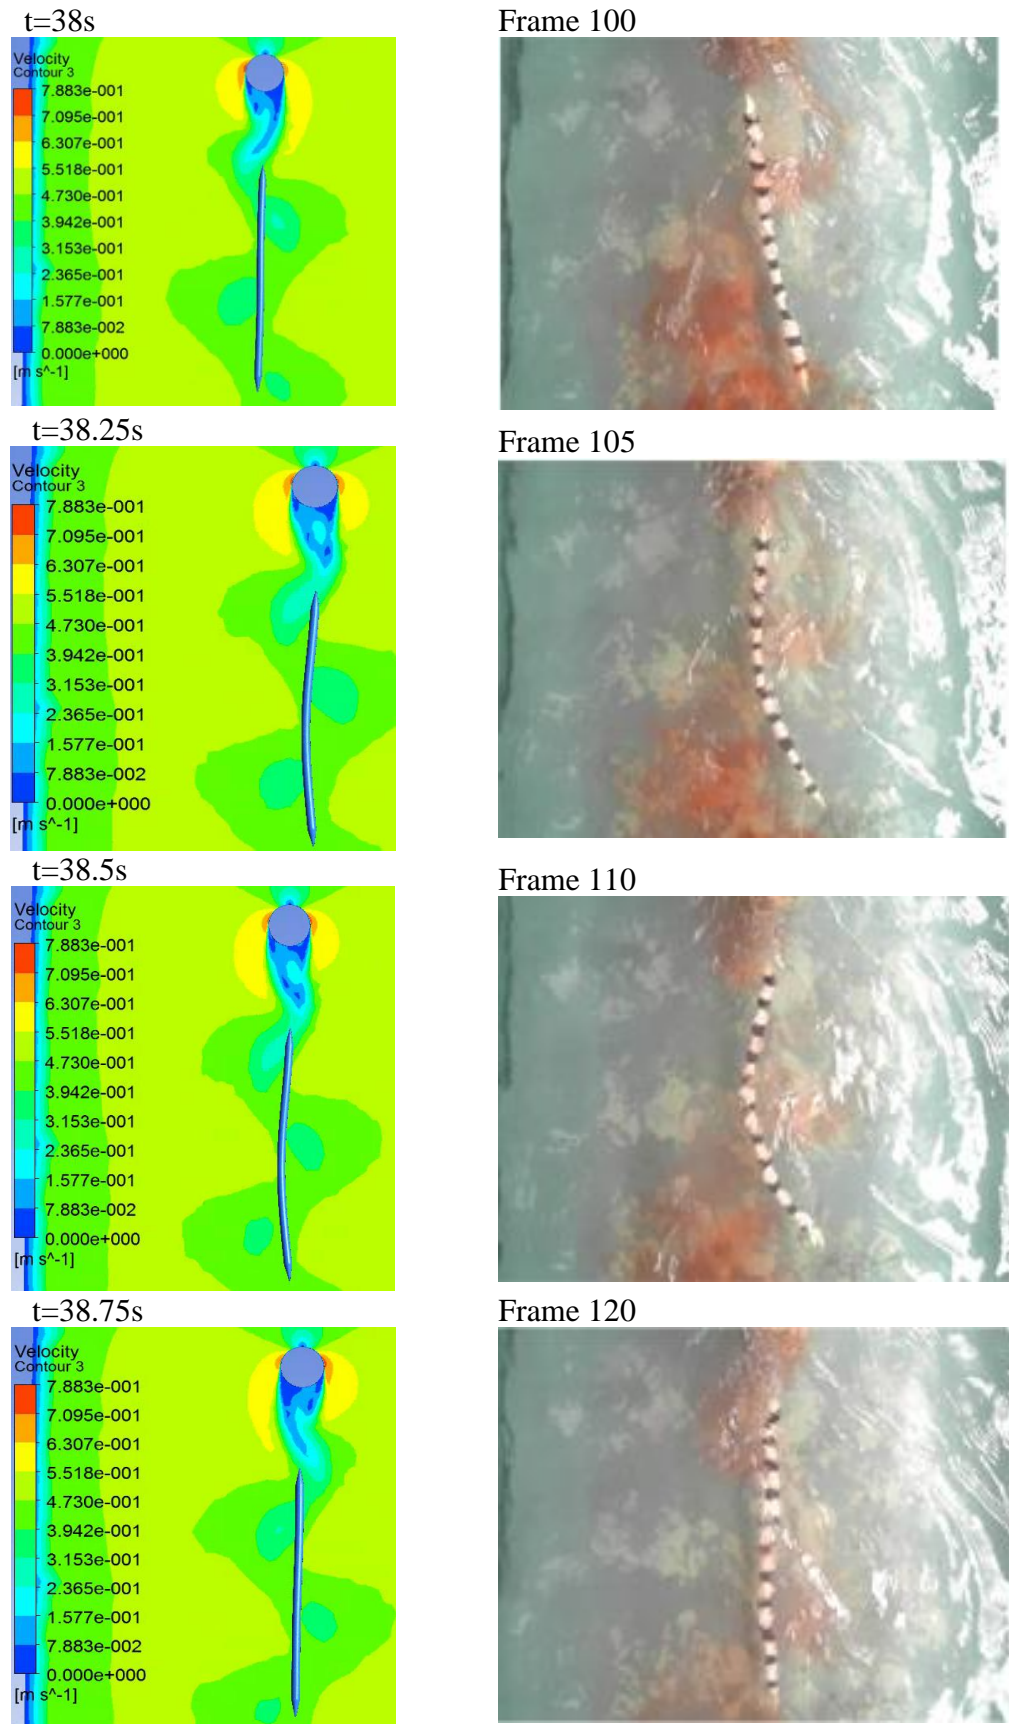 t=38s
Frame 100
Velocity
Contour 3
7.883e-001
7.095e-001
6.307e-001
5.518e-001
4.730e-001
3.942e-001
3.153e-001
2.365e-001
1.577e-001
7.883e-002
0.000e+000
[m s^-1]
t=38.25s
Frame 105
Velocity
Contour 3
7.883e-001
7.095e-001
6.307e-001
5.518e-001
4.730e-001
3.942e-001
3.153e-001
2.365e-001
1.577e-001
7.883e-002
0.000e+000
[m s^-1]
t=38.5s
Frame 110
Velocity
Contour 3
7.883e-001
7.095e-001
6.307e-001
5.518e-001
4.730e-001
3.942e-001
3.153e-001
2.365e-001
1.577e-001
7.883e-002
0.000e+000
[m s^-1]
t=38.75s
Frame 120
Velocity
Contour 3
7.883e-001
7.095e-001
6.307e-001
5.518e-001
4.730e-001
3.942e-001
3.153e-001
2.365e-001
1.577e-001
7.883e-002
0.000e+000
[m s^-1]